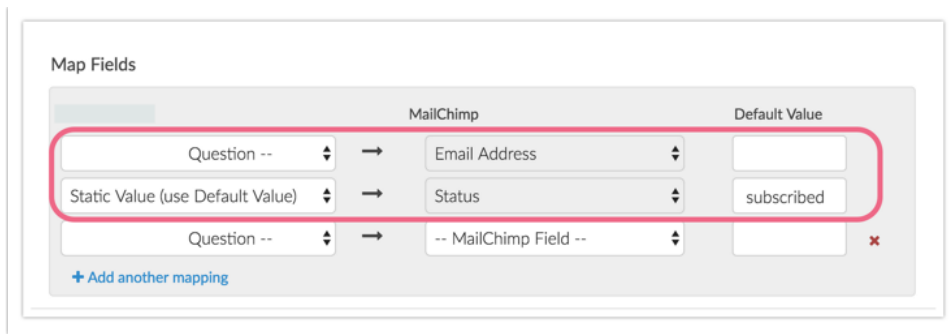 Map Fields
MailChimp Default Value
Question -- Email Address
Static Value (use Default Value) Status subscribed
Question -- -- MailChimp Field --
+ Add another mapping